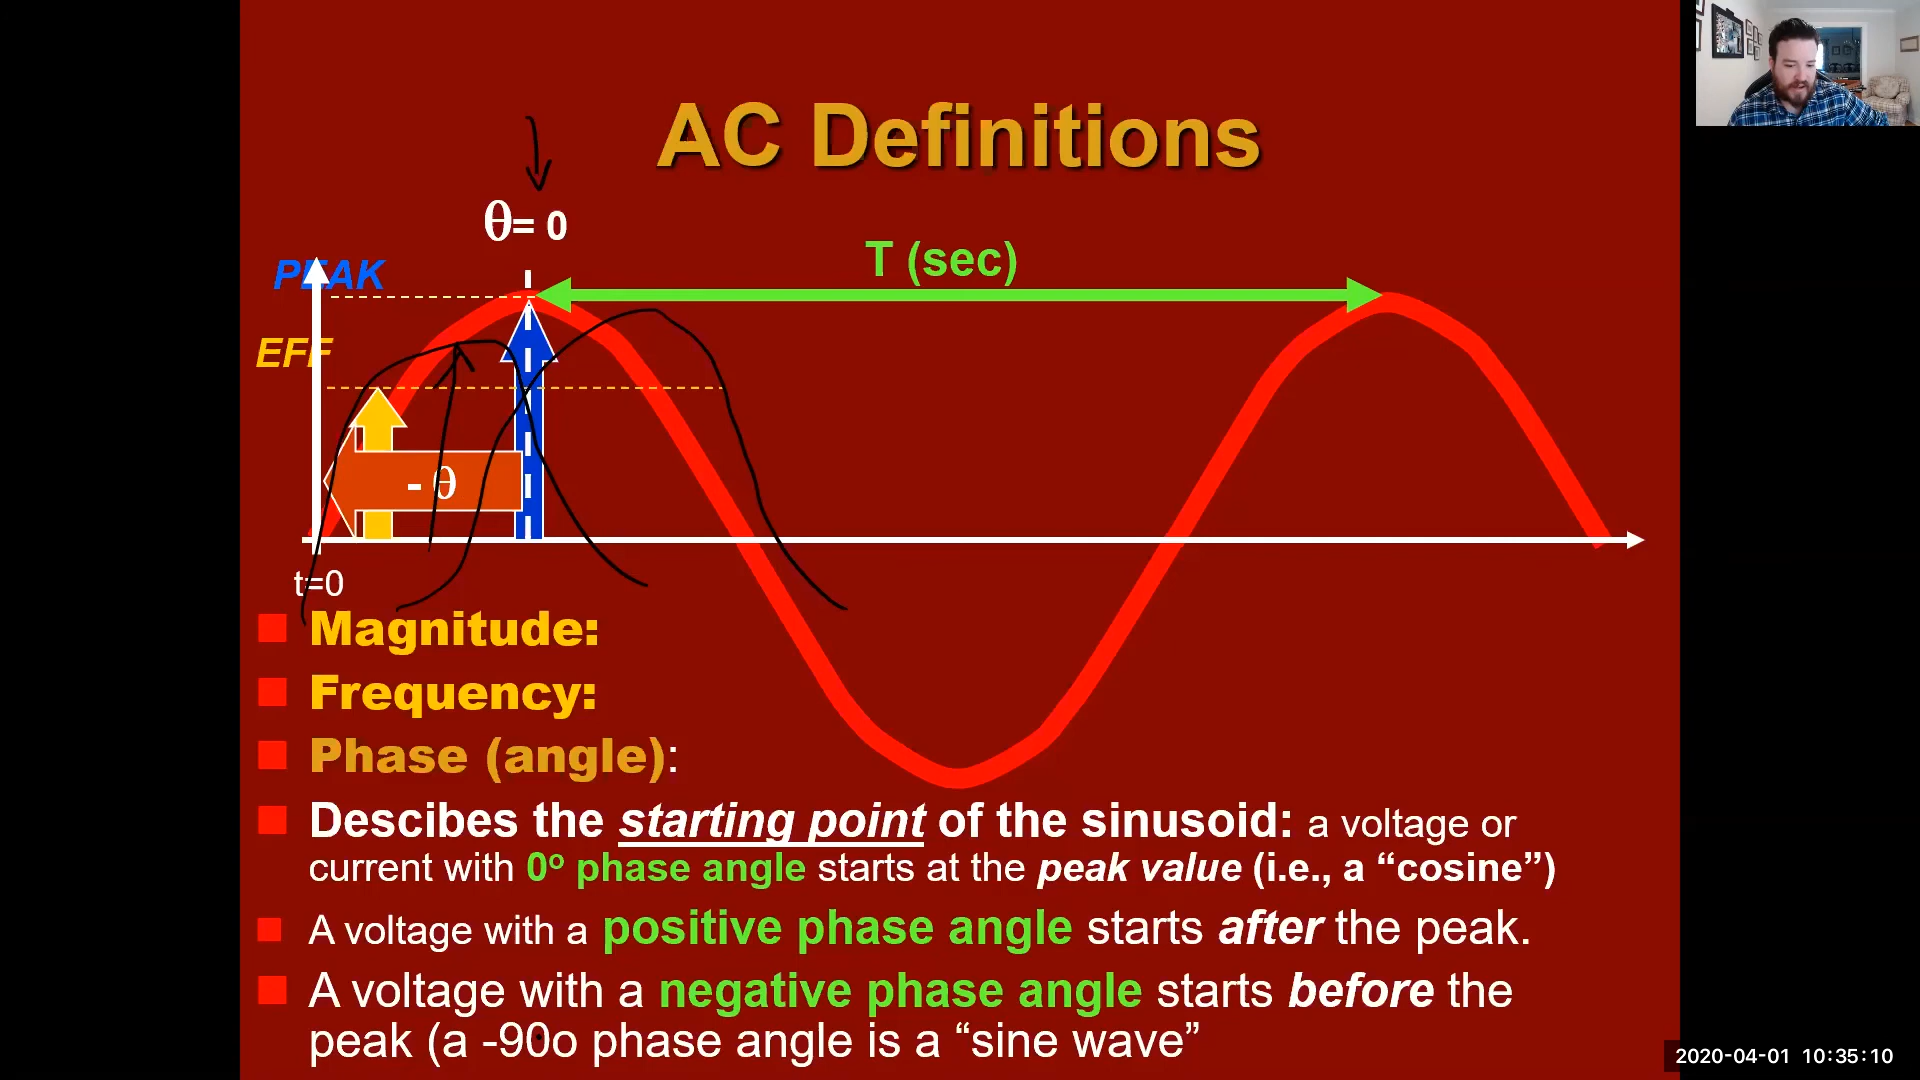 AC Definitions
θ= 0
T (sec)
PEAK
EFF
- θ
t=0
Magnitude:
Frequency:
Phase (angle):
Descibes the starting point of the sinusoid: a voltage or
current with 0º phase angle starts at the peak value (i.e., a “cosine”)
A voltage with a positive phase angle starts after the peak.
A voltage with a negative phase angle starts before the
peak (a -90o phase angle is a “sine wave”
2020-04-01 10:35:10